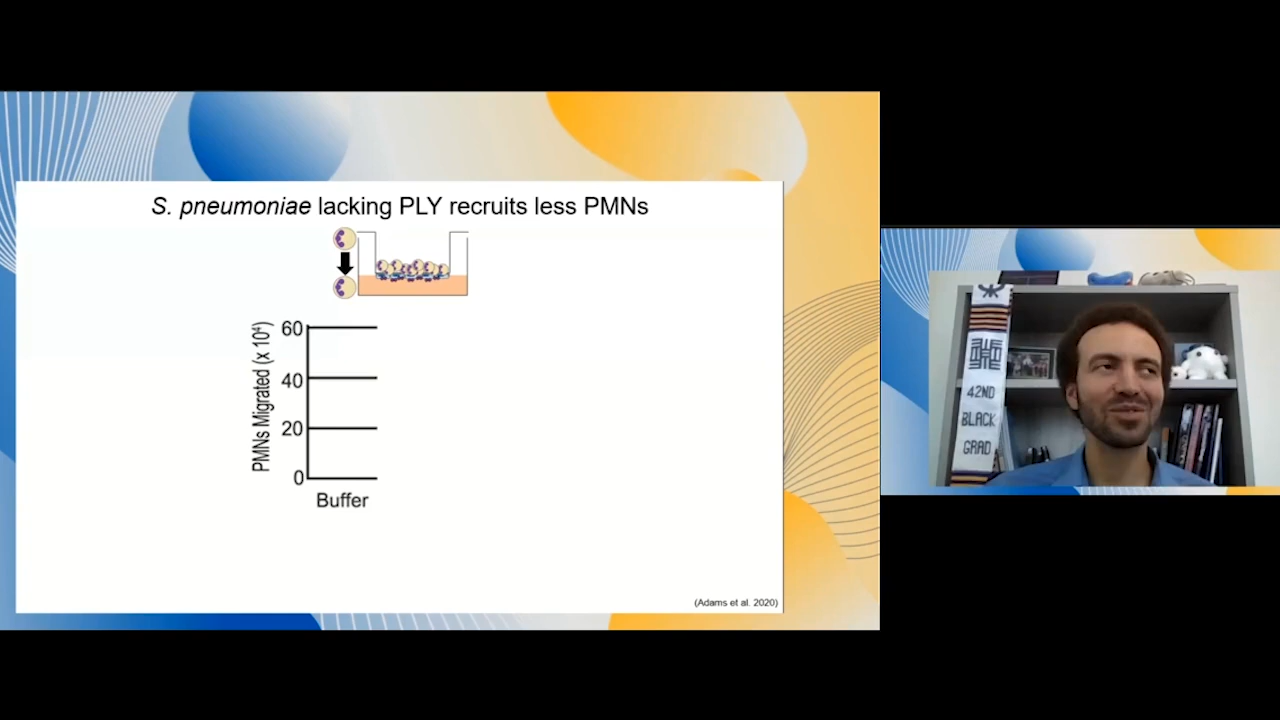 S. pneumoniae lacking PLY recruits less PMNs
PMNs Migrated (x 10⁴)
60
40
20
0
Buffer
(Adams et al. 2020)
42ND
BLACK
GRAD